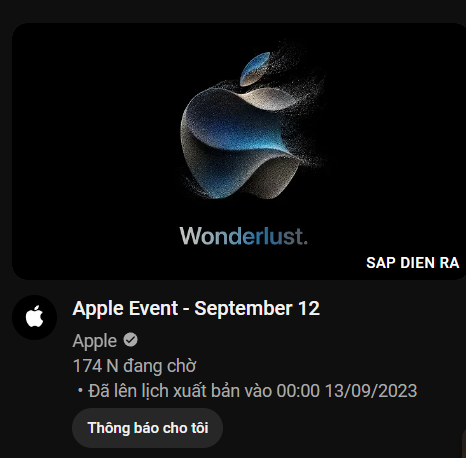 Wonderlust.
SAP DIEN RA
Apple Event - September 12
Apple
174 N đang chờ
• Đã lên lịch xuất bản vào 00:00 13/09/2023
Thông báo cho tôi